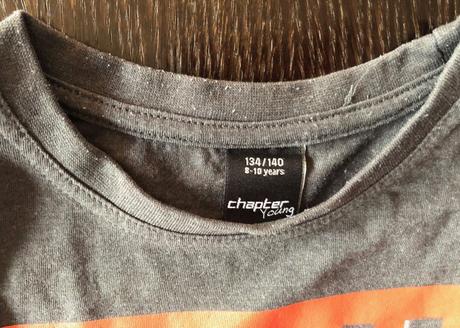 134/140
8-10 years
chapter
Young